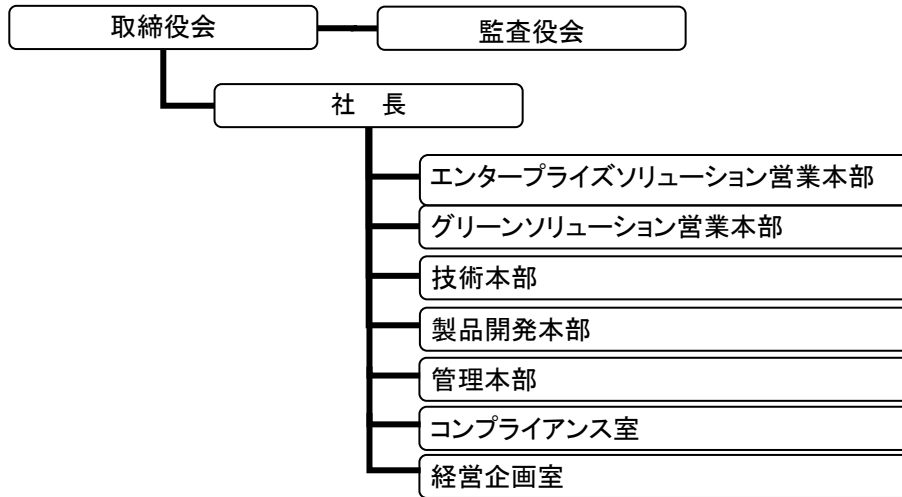 取締役会
監査役会
社　長
エンタープライズソリューション営業本部
グリーンソリューション営業本部
技術本部
製品開発本部
管理本部
コンプライアンス室
経営企画室